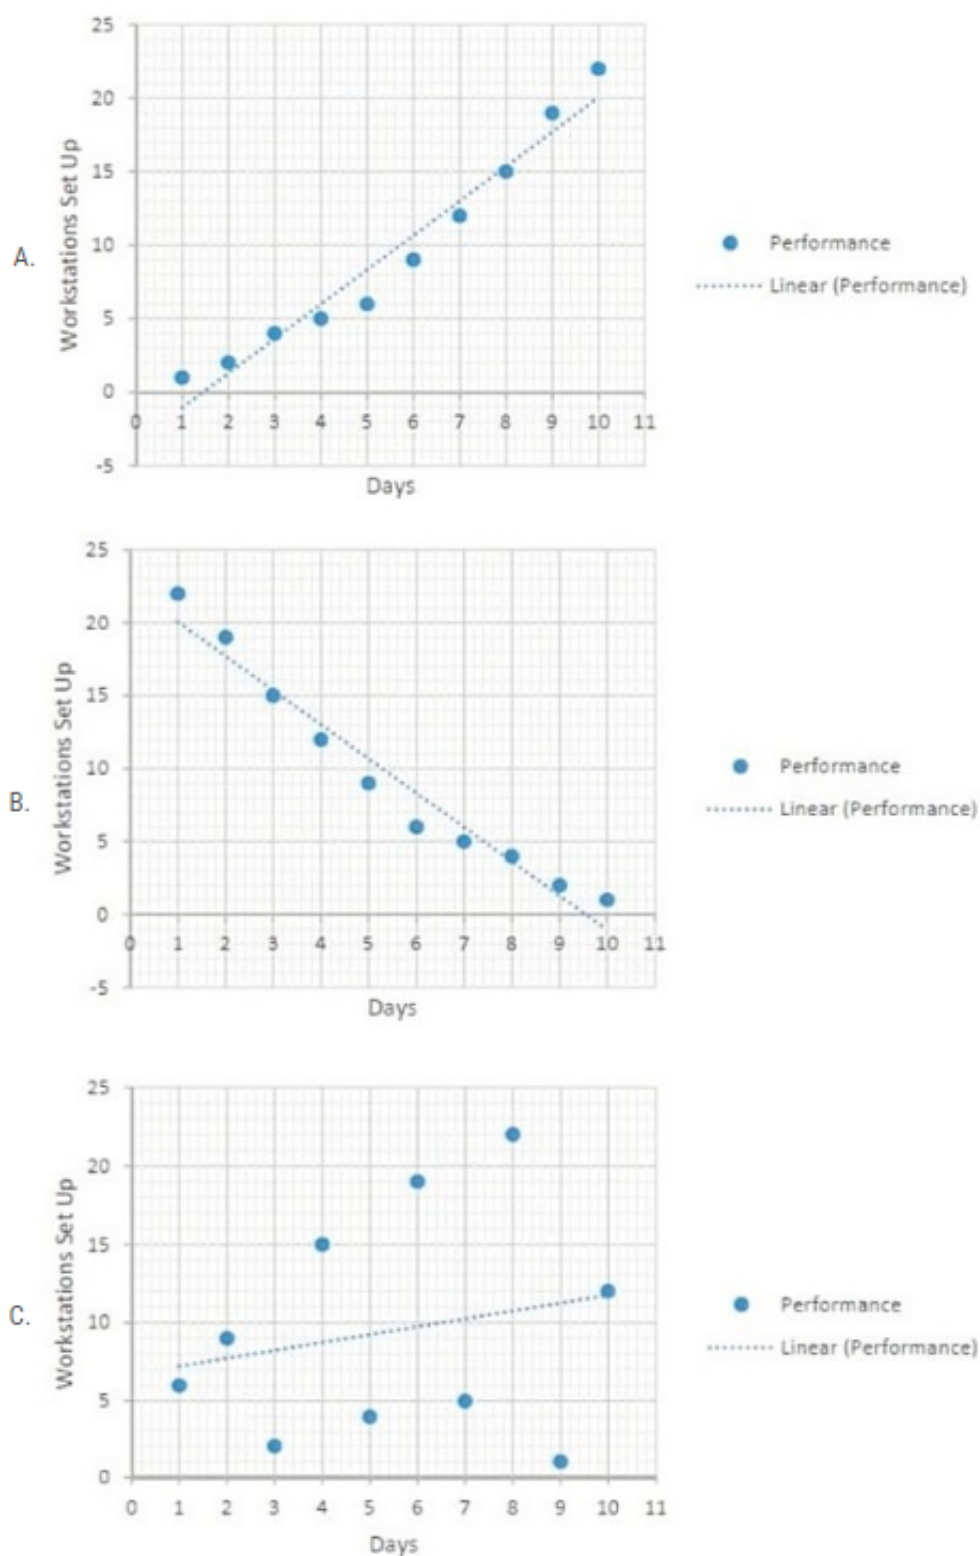 25
20
15
10
5
0
-5
Workstations Set Up
0 1 2 3 4 5 6 7 8 9 10 11
Days
A.
Performance
Linear (Performance)
25
20
15
10
5
0
-5
Workstations Set Up
0 1 2 3 4 5 6 7 8 9 10 11
Days
B.
Performance
Linear (Performance)
25
20
15
10
5
0
Workstations Set Up
0 1 2 3 4 5 6 7 8 9 10 11
Days
C.
Performance
Linear (Performance)